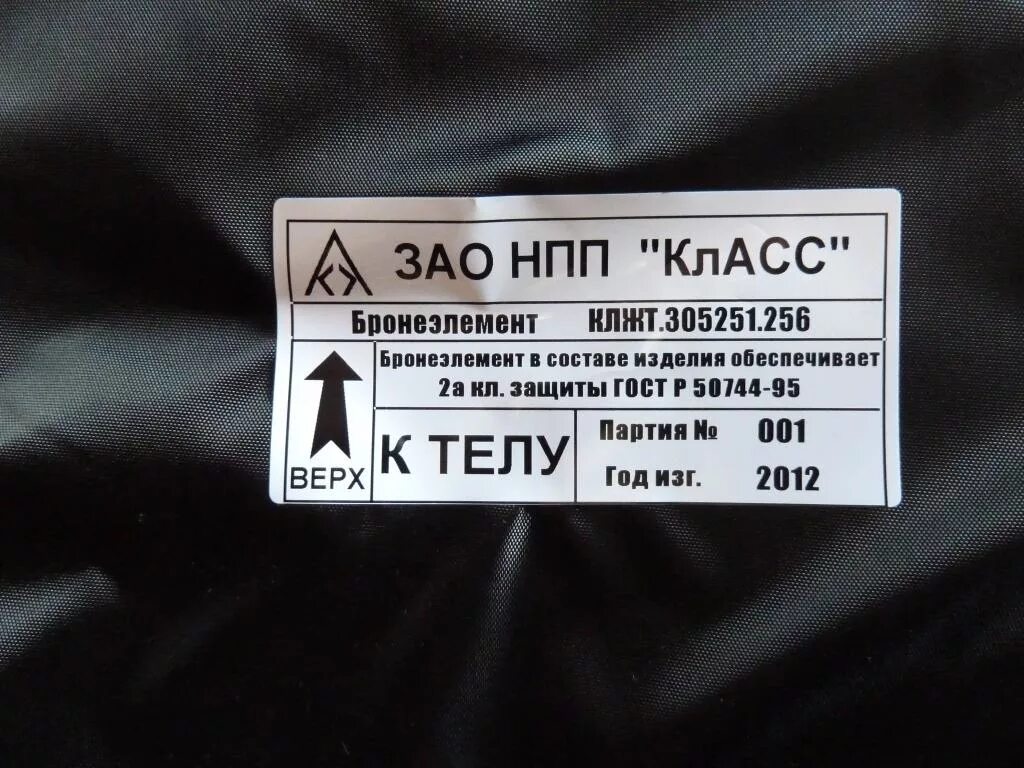 ЗАО НПП "КлАСС"
Бронеэлемент КЛЖТ.305251.256
Бронеэлемент в составе изделия обеспечивает
2а кл. защиты ГОСТ Р 50744-95
ВЕРХ
К ТЕЛУ
Партия № 001
Год изг. 2012